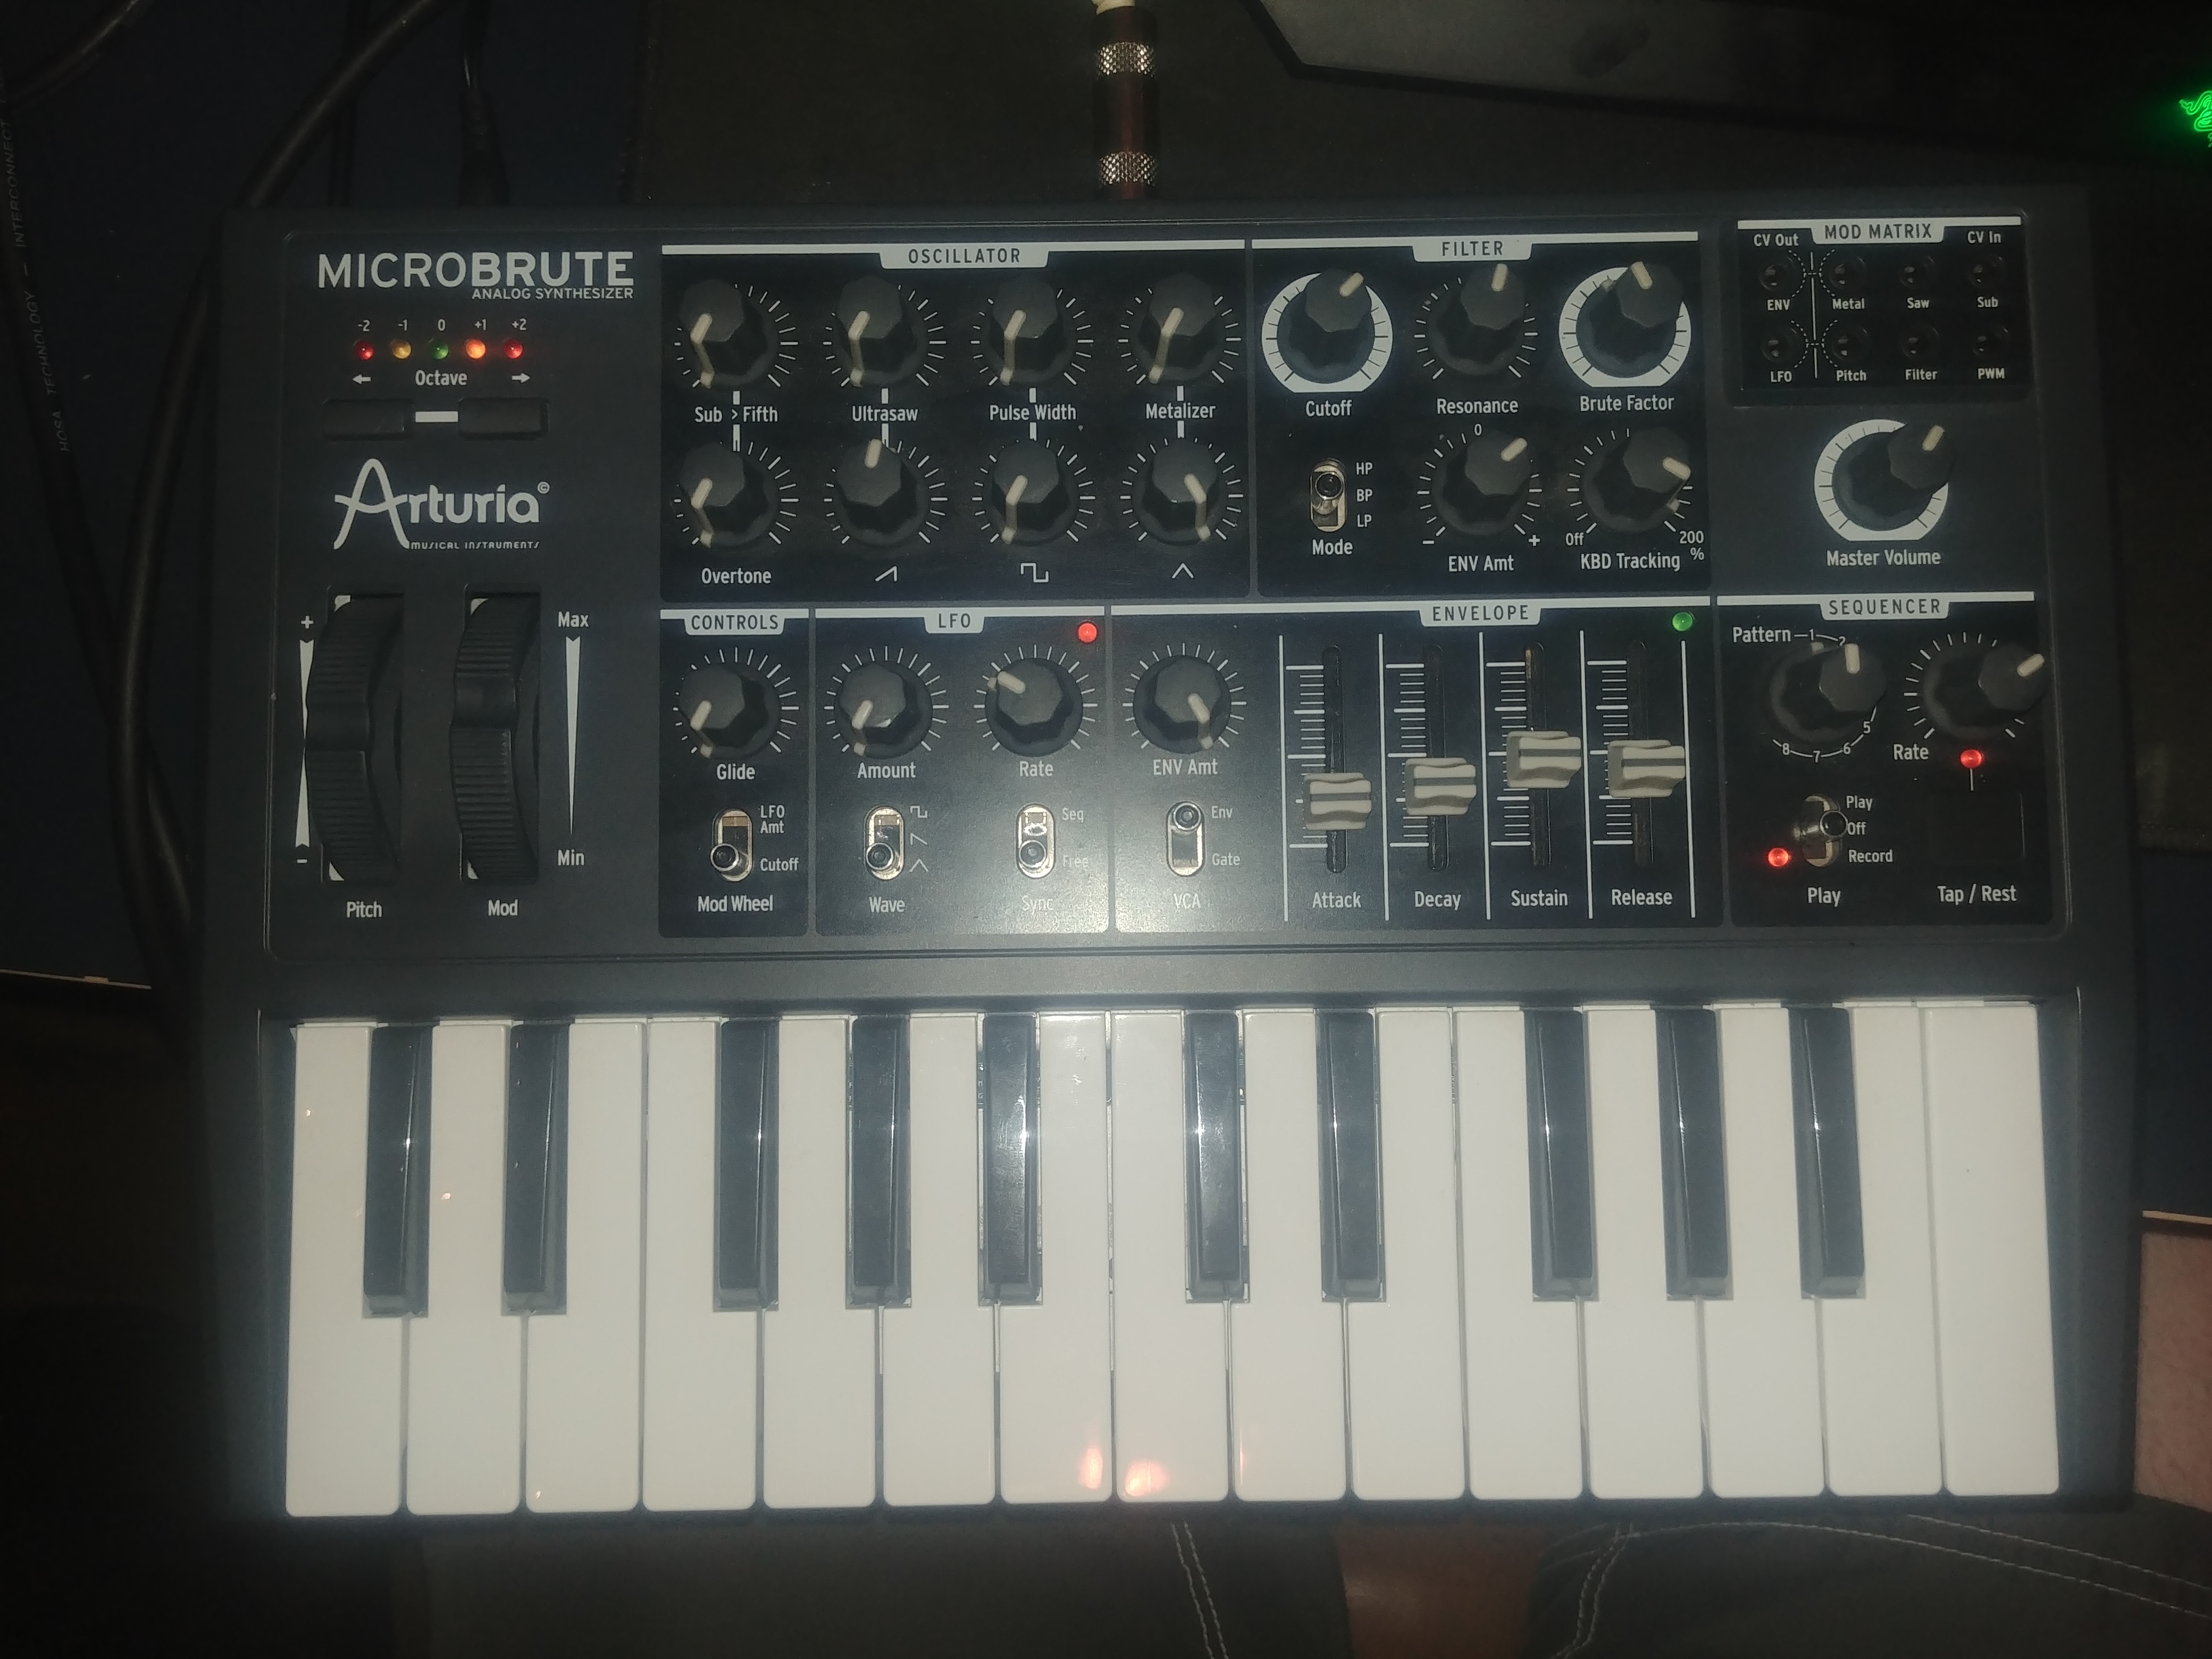 HOSA TECHNOLOGY – INTERCONNECT
MICROBRUTE
ANALOG SYNTHESIZER
-2 -1 0 +1 +2
← Octave →
Arturia©
MUSICAL INSTRUMENTS
+
-
Pitch
Max
Min
Mod
OSCILLATOR
Sub > Fifth
Ultrasaw
Pulse Width
Metalizer
Overtone
FILTER
Cutoff
Resonance
Brute Factor
HP
BP
LP
Mode
0
- +
ENV Amt
Off
200
%
KBD Tracking
MOD MATRIX
CV Out
CV In
ENV
Metal
Saw
Sub
LFO
Pitch
Filter
PWM
Master Volume
CONTROLS
Glide
LFO
Amt
Cutoff
Mod Wheel
LFO
Amount
Rate
Wave
Seq
Free
Sync
ENVELOPE
ENV Amt
Env
Gate
VCA
Attack
Decay
Sustain
Release
SEQUENCER
Pattern
1
2
5
6
7
8
Rate
Play
Off
Record
Play
Tap / Rest